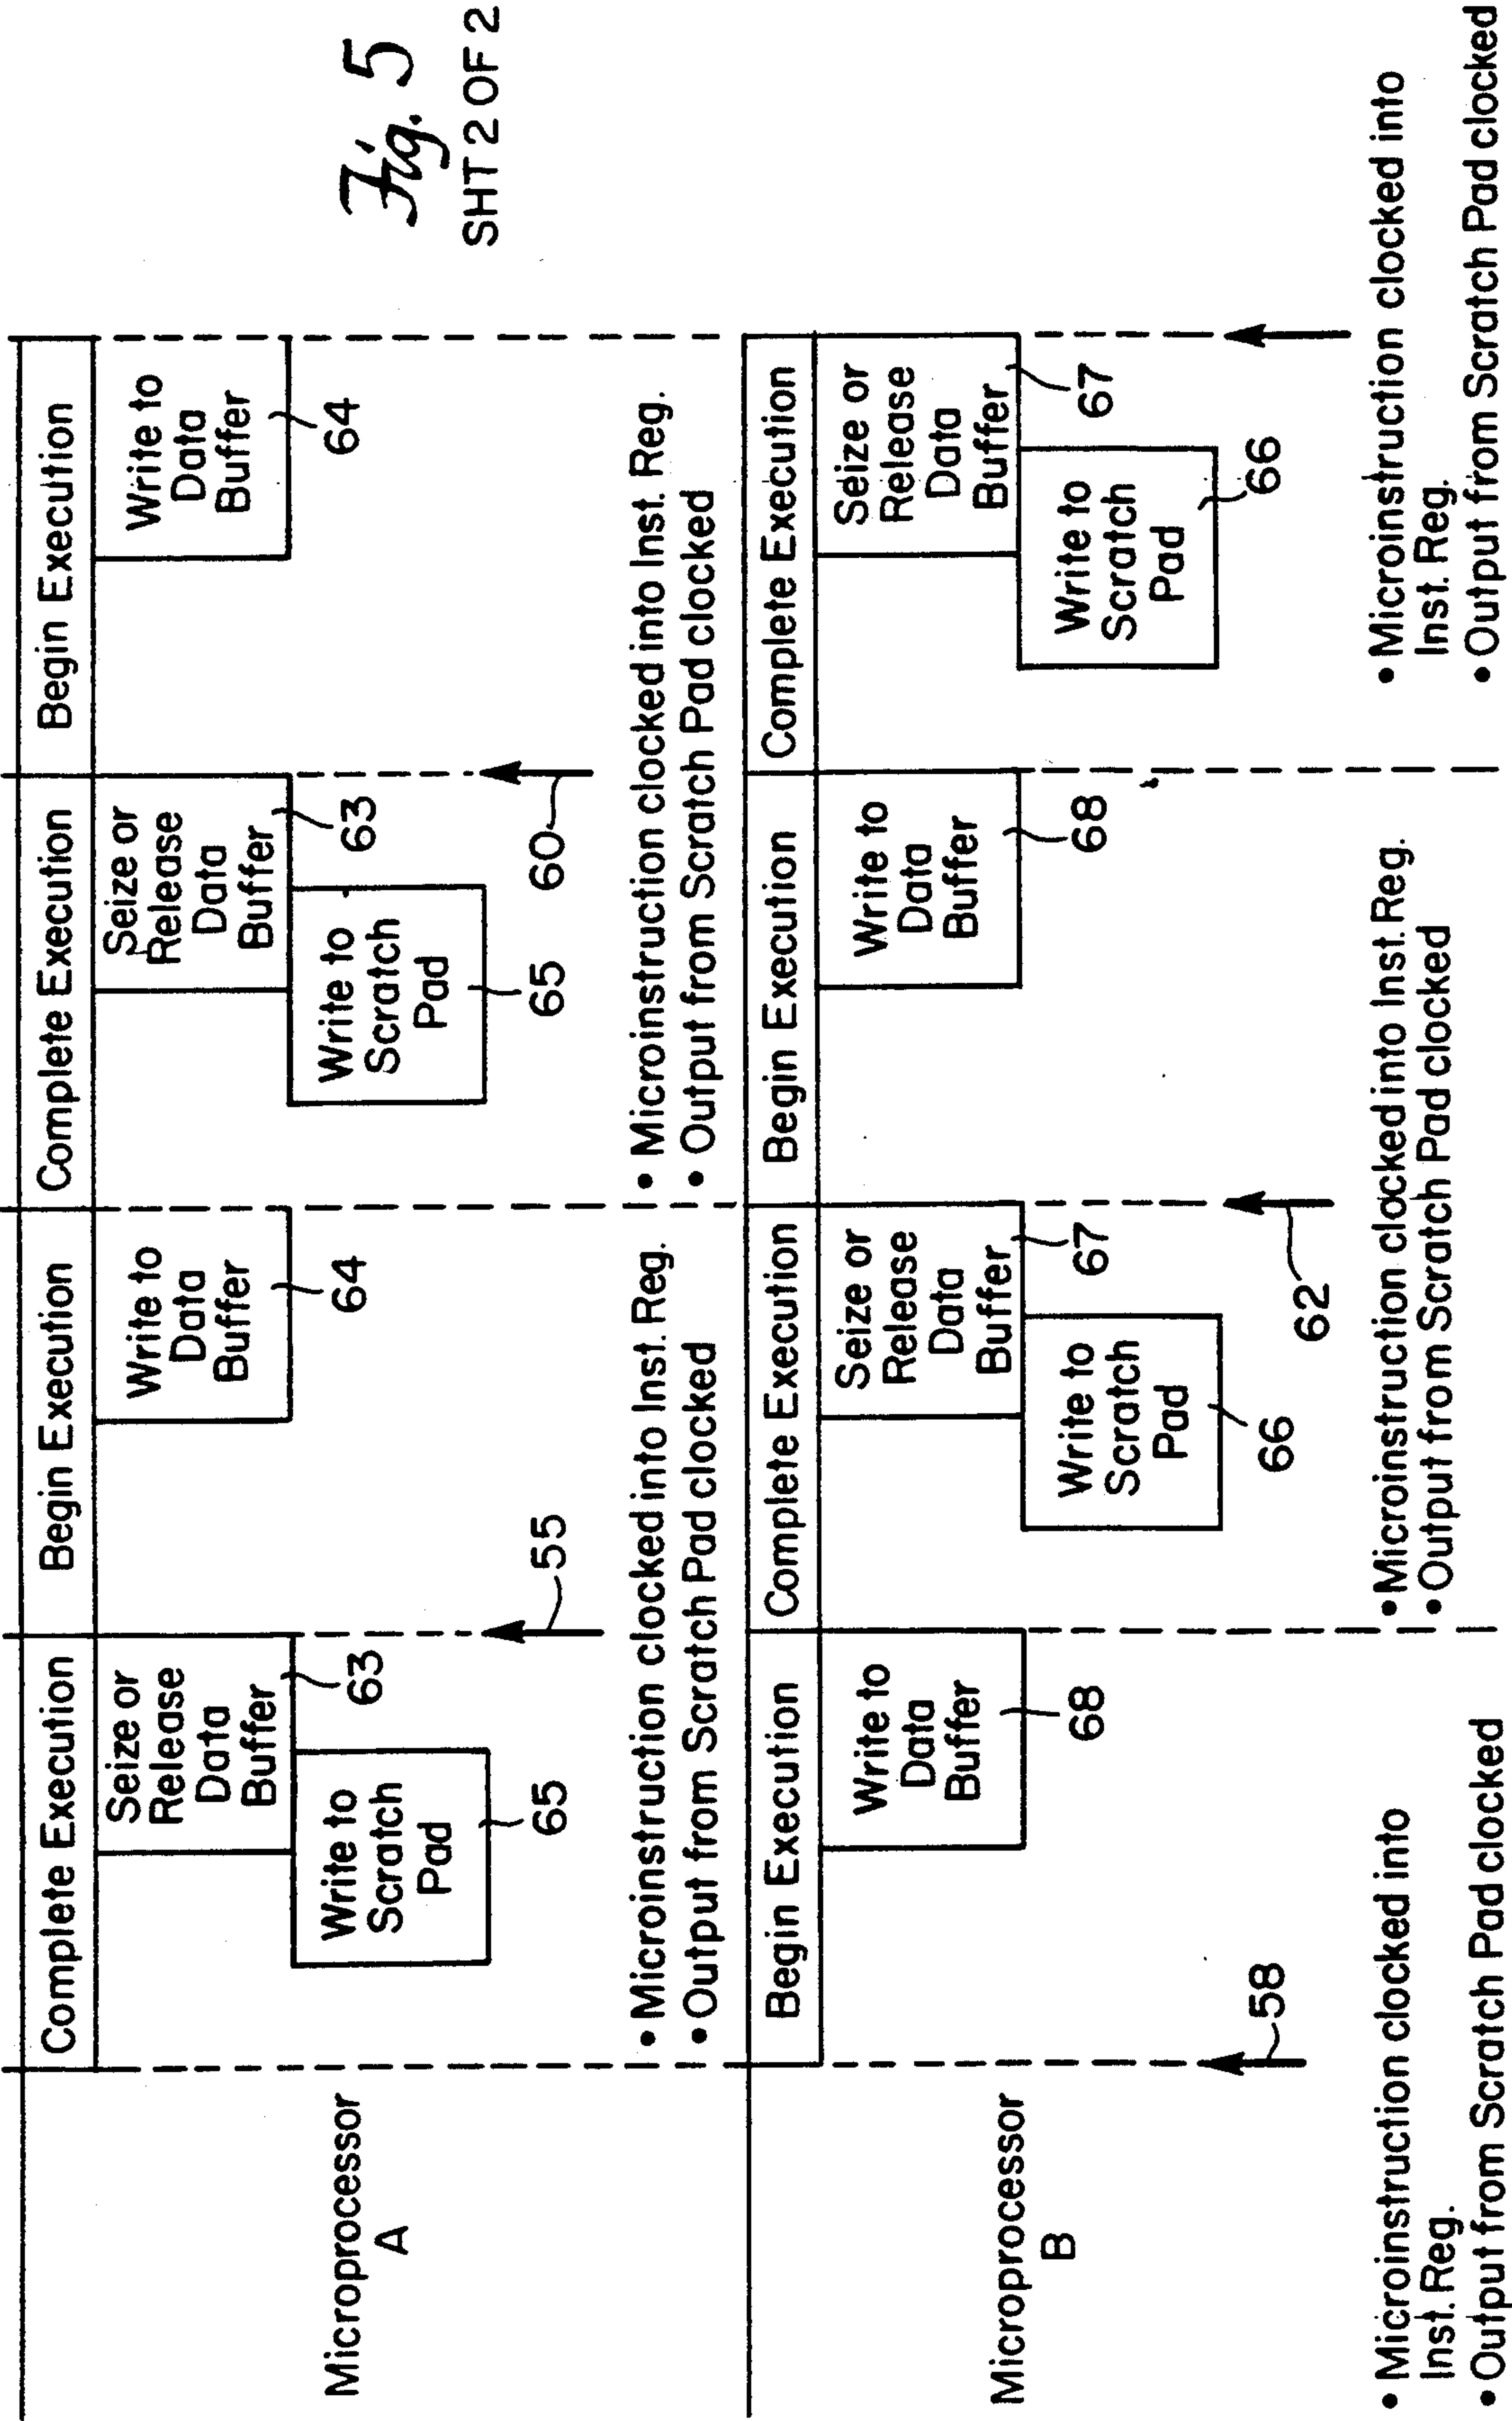 Fig. 5
SHT 2 OF 2
Microprocessor
A
Complete Execution
Begin Execution
Complete Execution
Begin Execution
Seize or
Release
Data
Buffer
63
Write to
Scratch
Pad
65
Write to
Data
Buffer
64
Seize or
Release
Data
Buffer
63
Write to
Scratch
Pad
65
Write to
Data
Buffer
64
55
60
• Microinstruction clocked into Inst. Reg.
• Output from Scratch Pad clocked
• Microinstruction clocked into Inst. Reg.
• Output from Scratch Pad clocked
Microprocessor
B
Begin Execution
Complete Execution
Begin Execution
Complete Execution
Write to
Data
Buffer
68
Seize or
Release
Data
Buffer
67
Write to
Scratch
Pad
66
Write to
Data
Buffer
68
Seize or
Release
Data
Buffer
67
Write to
Scratch
Pad
66
58
62
• Microinstruction clocked into
Inst. Reg.
• Output from Scratch Pad clocked
• Microinstruction clocked into Inst. Reg.
• Output from Scratch Pad clocked
• Microinstruction clocked into
Inst. Reg.
• Output from Scratch Pad clocked